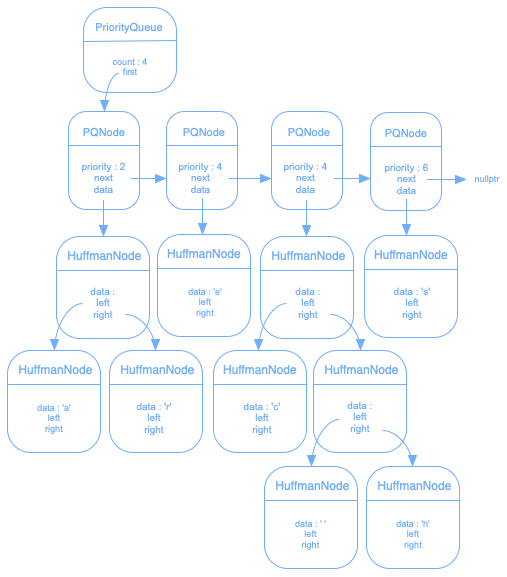 PriorityQueue
count : 4
first
PQNode
priority : 2
next
data
PQNode
priority : 4
next
data
PQNode
priority : 4
next
data
PQNode
priority : 6
next
data
nullptr
HuffmanNode
data :
left
right
HuffmanNode
data : 'e'
left
right
HuffmanNode
data :
left
right
HuffmanNode
data : 's'
left
right
HuffmanNode
data : 'a'
left
right
HuffmanNode
data : 'r'
left
right
HuffmanNode
data : 'c'
left
right
HuffmanNode
data :
left
right
HuffmanNode
data : ' '
left
right
HuffmanNode
data : 'h'
left
right